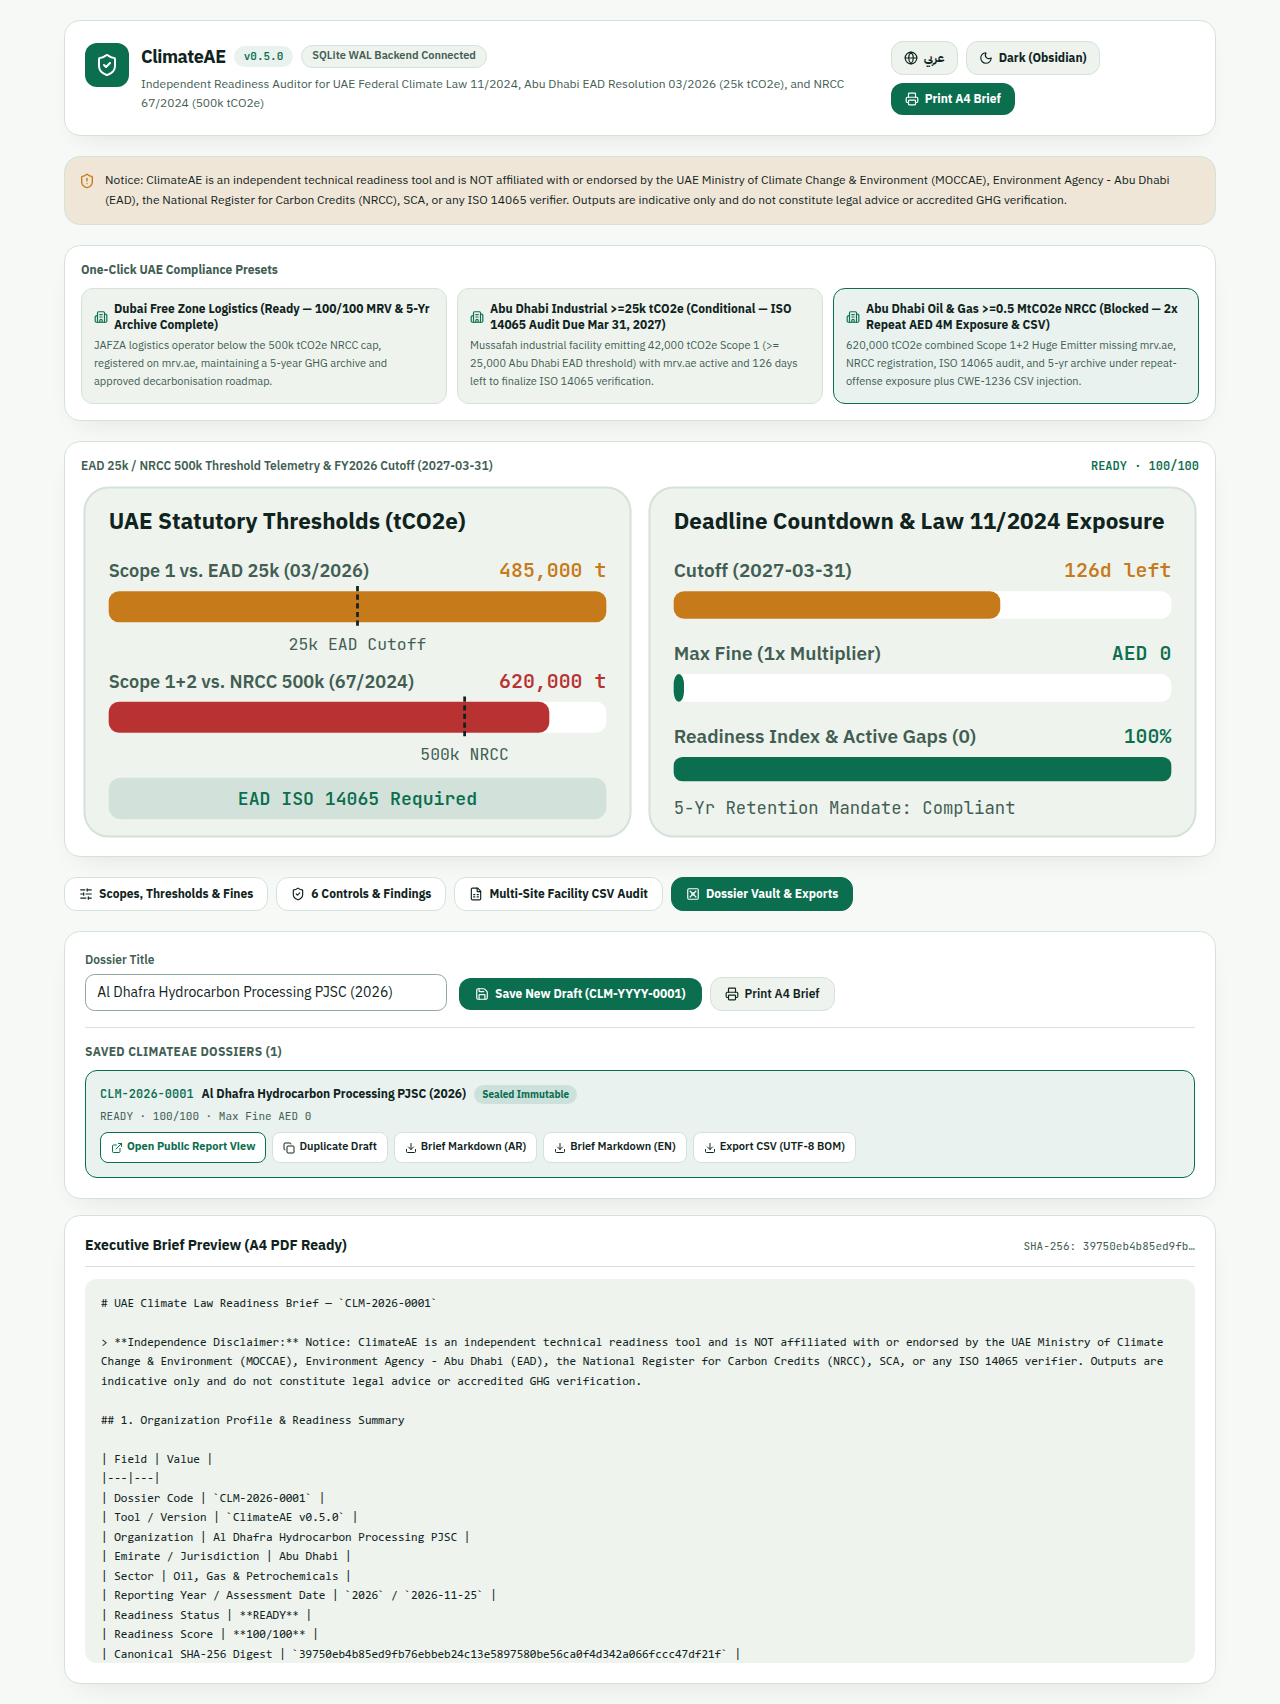 ClimateAE v0.5.0 SQLite WAL Backend Connected
Independent Readiness Auditor for UAE Federal Climate Law 11/2024, Abu Dhabi EAD Resolution 03/2026 (25k tCO2e), and NRCC
67/2024 (500k tCO2e)
عربي
Dark (Obsidian)
Print A4 Brief
Notice: ClimateAE is an independent technical readiness tool and is NOT affiliated with or endorsed by the UAE Ministry of Climate Change & Environment (MOCCAE), Environment Agency - Abu Dhabi
(EAD), the National Register for Carbon Credits (NRCC), SCA, or any ISO 14065 verifier. Outputs are indicative only and do not constitute legal advice or accredited GHG verification.
One-Click UAE Compliance Presets
Dubai Free Zone Logistics (Ready — 100/100 MRV & 5-Yr
Archive Complete)
JAFZA logistics operator below the 500k tCO2e NRCC cap,
registered on mrv.ae, maintaining a 5-year GHG archive and
approved decarbonisation roadmap.
Abu Dhabi Industrial >=25k tCO2e (Conditional — ISO
14065 Audit Due Mar 31, 2027)
Mussafah industrial facility emitting 42,000 tCO2e Scope 1 (>=
25,000 Abu Dhabi EAD threshold) with mrv.ae active and 126 days
left to finalize ISO 14065 verification.
Abu Dhabi Oil & Gas >=0.5 MtCO2e NRCC (Blocked — 2x
Repeat AED 4M Exposure & CSV)
620,000 tCO2e combined Scope 1+2 Huge Emitter missing mrv.ae,
NRCC registration, ISO 14065 audit, and 5-yr archive under repeat-
offense exposure plus CWE-1236 CSV injection.
EAD 25k / NRCC 500k Threshold Telemetry & FY2026 Cutoff (2027-03-31)
READY · 100/100
UAE Statutory Thresholds (tCO2e)
Scope 1 vs. EAD 25k (03/2026) 485,000 t
25k EAD Cutoff
Scope 1+2 vs. NRCC 500k (67/2024) 620,000 t
500k NRCC
EAD ISO 14065 Required
Deadline Countdown & Law 11/2024 Exposure
Cutoff (2027-03-31) 126d left
Max Fine (1x Multiplier) AED 0
Readiness Index & Active Gaps (0) 100%
5-Yr Retention Mandate: Compliant
Scopes, Thresholds & Fines
6 Controls & Findings
Multi-Site Facility CSV Audit
Dossier Vault & Exports
Dossier Title
Al Dhafra Hydrocarbon Processing PJSC (2026)
Save New Draft (CLM-YYYY-0001)
Print A4 Brief
SAVED CLIMATEAE DOSSIERS (1)
CLM-2026-0001 Al Dhafra Hydrocarbon Processing PJSC (2026) Sealed Immutable
READY · 100/100 · Max Fine AED 0
Open Public Report View
Duplicate Draft
Brief Markdown (AR)
Brief Markdown (EN)
Export CSV (UTF-8 BOM)
Executive Brief Preview (A4 PDF Ready)
SHA-256: 39750eb4b85ed9fb…
# UAE Climate Law Readiness Brief — `CLM-2026-0001`
> **Independence Disclaimer:** Notice: ClimateAE is an independent technical readiness tool and is NOT affiliated with or endorsed by the UAE Ministry of Climate
Change & Environment (MOCCAE), Environment Agency - Abu Dhabi (EAD), the National Register for Carbon Credits (NRCC), SCA, or any ISO 14065 verifier. Outputs are
indicative only and do not constitute legal advice or accredited GHG verification.
## 1. Organization Profile & Readiness Summary
| Field | Value |
|---|---|
| Dossier Code | `CLM-2026-0001` |
| Tool / Version | `ClimateAE v0.5.0` |
| Organization | Al Dhafra Hydrocarbon Processing PJSC |
| Emirate / Jurisdiction | Abu Dhabi |
| Sector | Oil, Gas & Petrochemicals |
| Reporting Year / Assessment Date | `2026` / `2026-11-25` |
| Readiness Status | **READY** |
| Readiness Score | **100/100** |
| Canonical SHA-256 Digest | `39750eb4b85ed9fb76ebbeb24c13e5897580be56ca0f4d342a066fccc47df21f` |